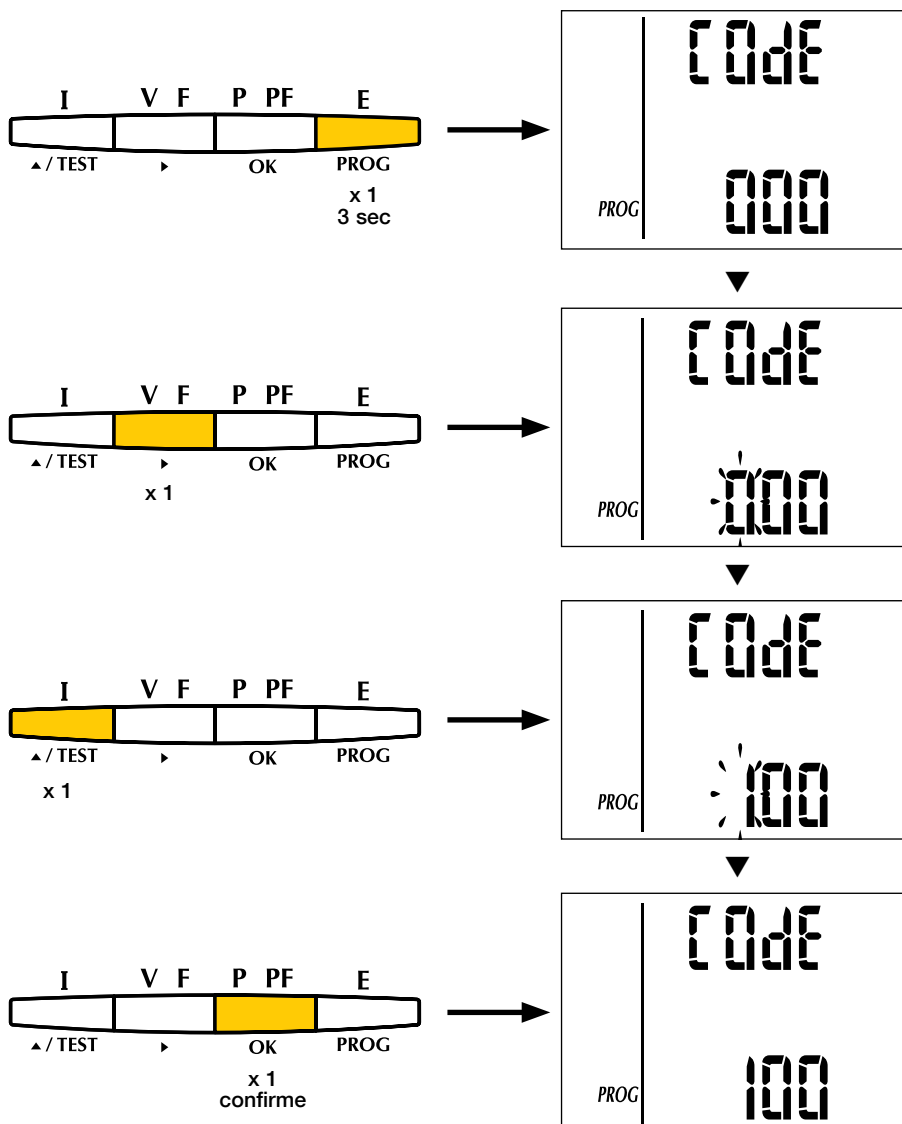 I V F P PF E
▲ / TEST ▶ OK PROG
x 1
3 sec
COdE
PROG 000
I V F P PF E
▲ / TEST ▶ OK PROG
x 1
COdE
PROG 000
I V F P PF E
▲ / TEST ▶ OK PROG
x 1
COdE
PROG 100
I V F P PF E
▲ / TEST ▶ OK PROG
x 1
confirme
COdE
PROG 100